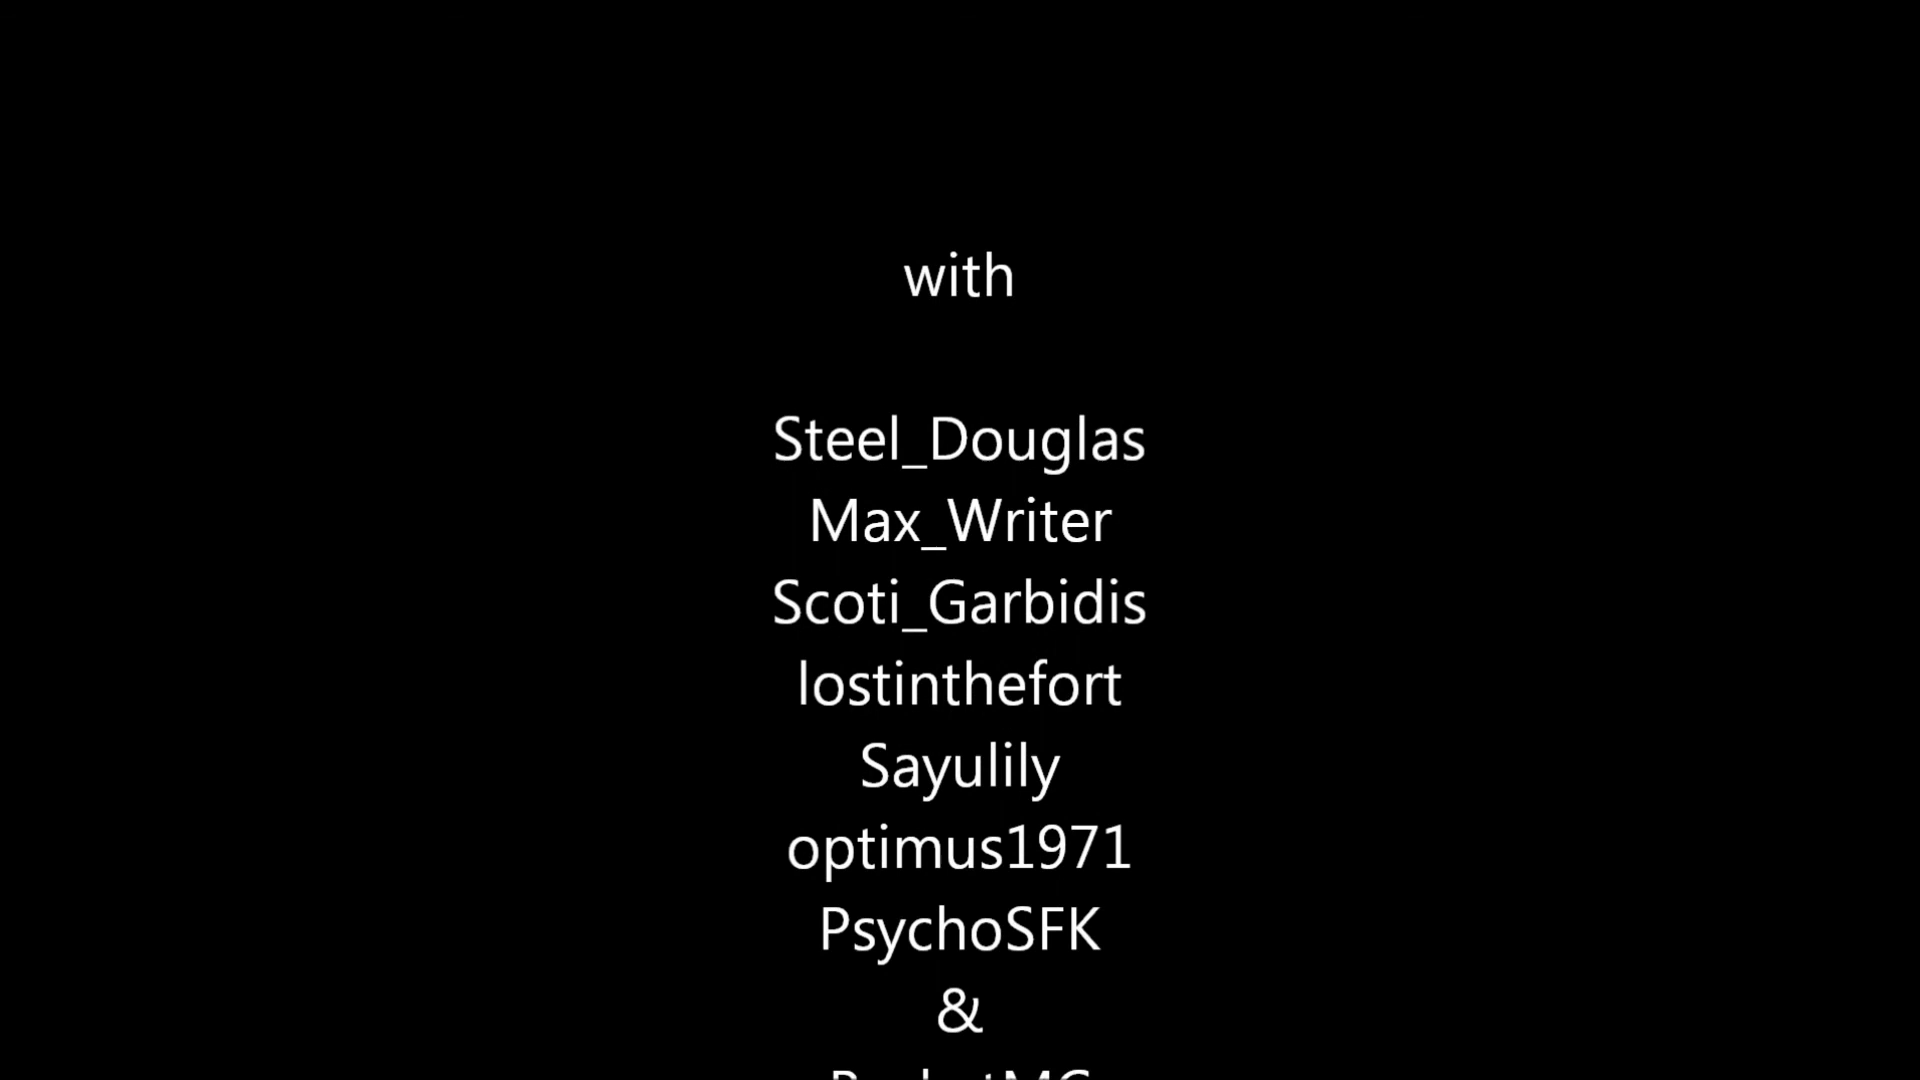 with
Steel_Douglas
Max_Writer
Scoti_Garbidis
lostinthefort
Sayulily
optimus1971
PsychoSFK
&